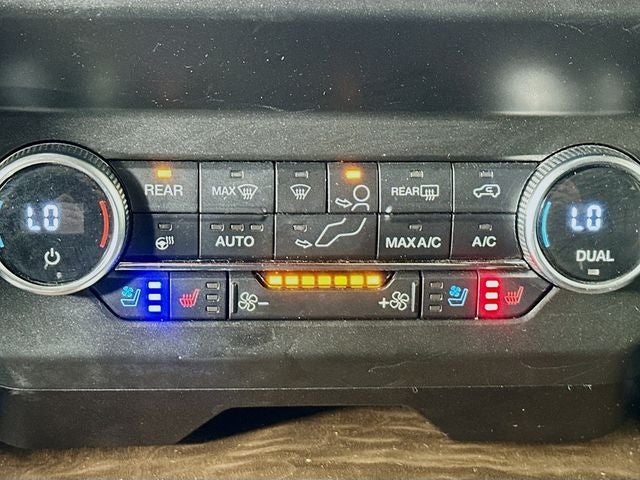 REAR MAX REAR
LO LO
AUTO MAX A/C A/C DUAL
- +